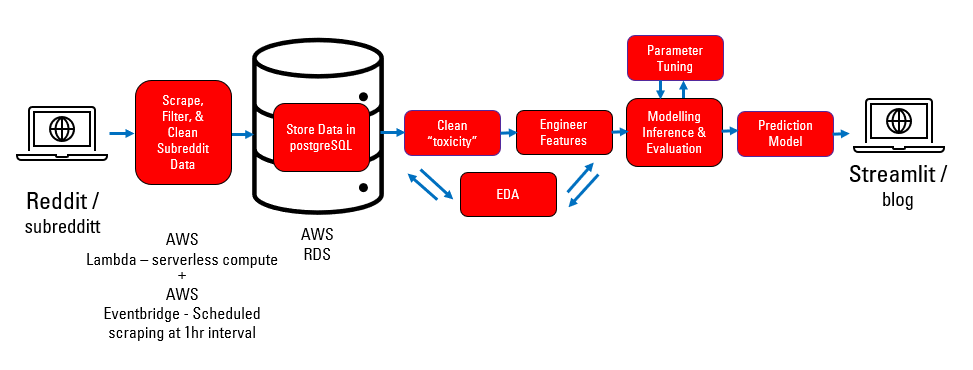 Reddit /
subredditt
Scrape,
Filter, &
Clean
Subreddit
Data
AWS
Lambda – serverless compute
+
AWS
Eventbridge - Scheduled
scraping at 1hr interval
Store Data in
postgreSQL
AWS
RDS
Clean
“toxicity”
Engineer
Features
EDA
Parameter
Tuning
Modelling
Inference &
Evaluation
Prediction
Model
Streamlit /
blog